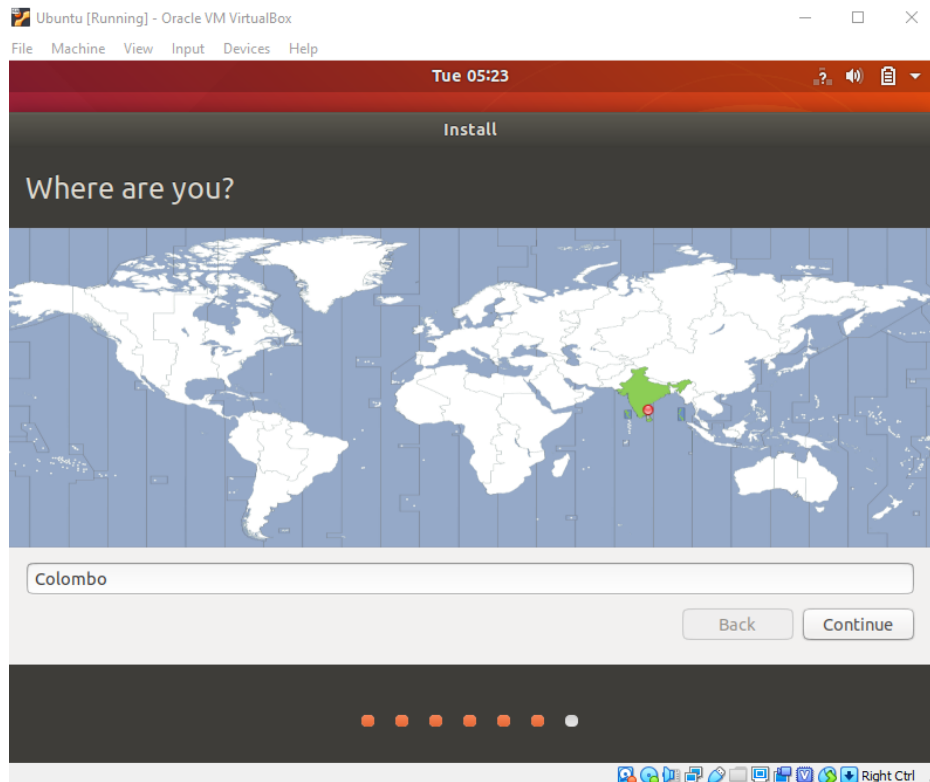 Ubuntu [Running] - Oracle VM VirtualBox
File Machine View Input Devices Help
Tue 05:23
Install
Where are you?
Colombo
Back Continue
Right Ctrl